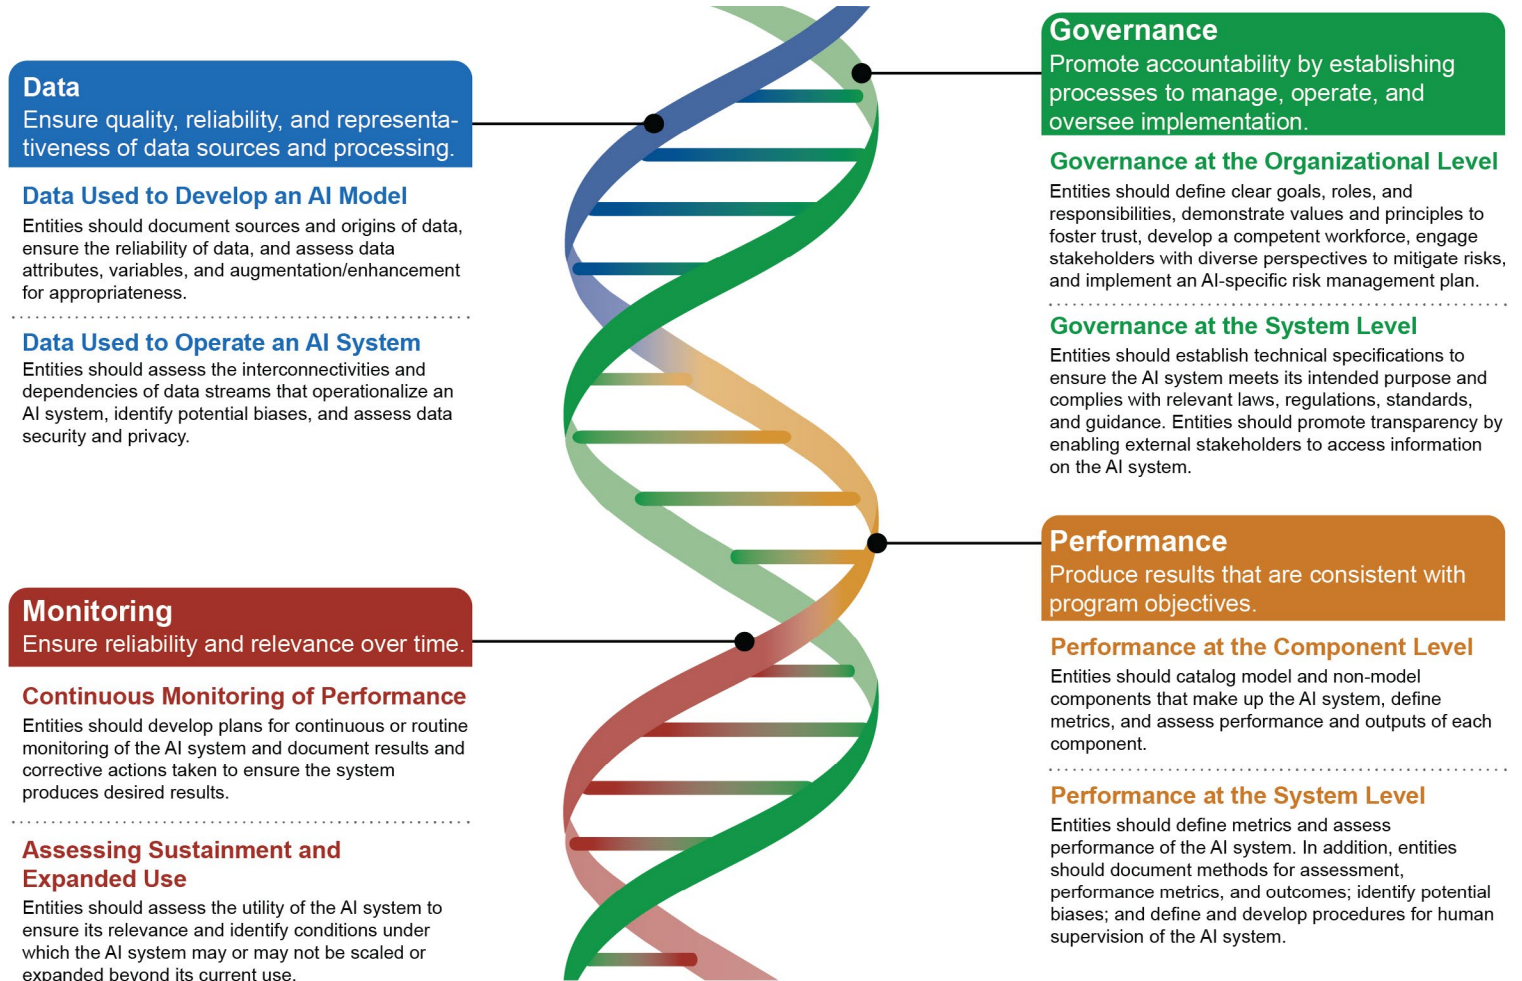 Data
Ensure quality, reliability, and representa-
tiveness of data sources and processing.
Data Used to Develop an AI Model
Entities should document sources and origins of data,
ensure the reliability of data, and assess data
attributes, variables, and augmentation/enhancement
for appropriateness.
Data Used to Operate an AI System
Entities should assess the interconnectivities and
dependencies of data streams that operationalize an
AI system, identify potential biases, and assess data
security and privacy.
Monitoring
Ensure reliability and relevance over time.
Continuous Monitoring of Performance
Entities should develop plans for continuous or routine
monitoring of the AI system and document results and
corrective actions taken to ensure the system
produces desired results.
Assessing Sustainment and
Expanded Use
Entities should assess the utility of the AI system to
ensure its relevance and identify conditions under
which the AI system may or may not be scaled or
expanded beyond its current use.
Governance
Promote accountability by establishing
processes to manage, operate, and
oversee implementation.
Governance at the Organizational Level
Entities should define clear goals, roles, and
responsibilities, demonstrate values and principles to
foster trust, develop a competent workforce, engage
stakeholders with diverse perspectives to mitigate risks,
and implement an AI-specific risk management plan.
Governance at the System Level
Entities should establish technical specifications to
ensure the AI system meets its intended purpose and
complies with relevant laws, regulations, standards,
and guidance. Entities should promote transparency by
enabling external stakeholders to access information
on the AI system.
Performance
Produce results that are consistent with
program objectives.
Performance at the Component Level
Entities should catalog model and non-model
components that make up the AI system, define
metrics, and assess performance and outputs of each
component.
Performance at the System Level
Entities should define metrics and assess
performance of the AI system. In addition, entities
should document methods for assessment,
performance metrics, and outcomes; identify potential
biases; and define and develop procedures for human
supervision of the AI system.